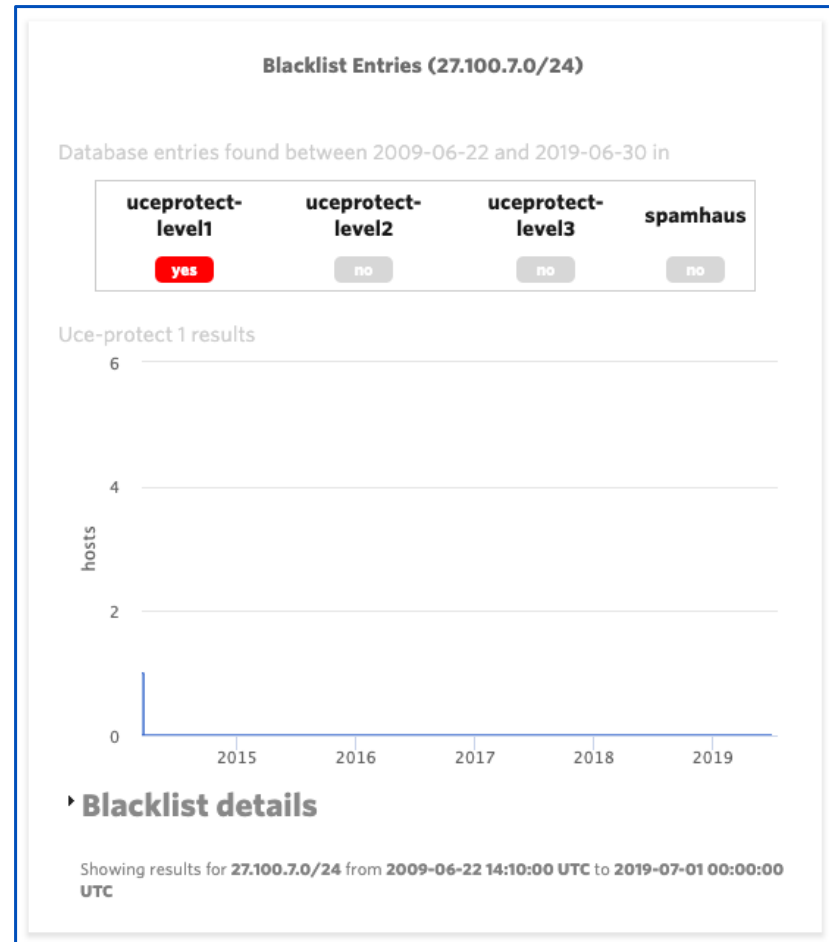 Blacklist Entries (27.100.7.0/24)
Database entries found between 2009-06-22 and 2019-06-30 in
uceprotect-level1 uceprotect-level2 uceprotect-level3 spamhaus
yes no no no
Uce-protect 1 results
6
4
hosts
2
0
2015 2016 2017 2018 2019
Blacklist details
Showing results for 27.100.7.0/24 from 2009-06-22 14:10:00 UTC to 2019-07-01 00:00:00
UTC